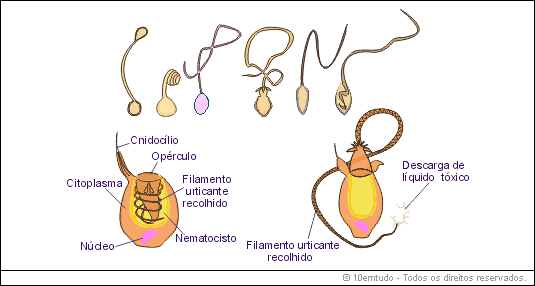 Cnidocílio
Opérculo
Citoplasma
Filamento
urticante
recolhido
Núcleo
Nematocisto
Descarga de
líquido tóxico
Filamento urticante
recolhido
© 10emtudo - Todos os direitos reservados.